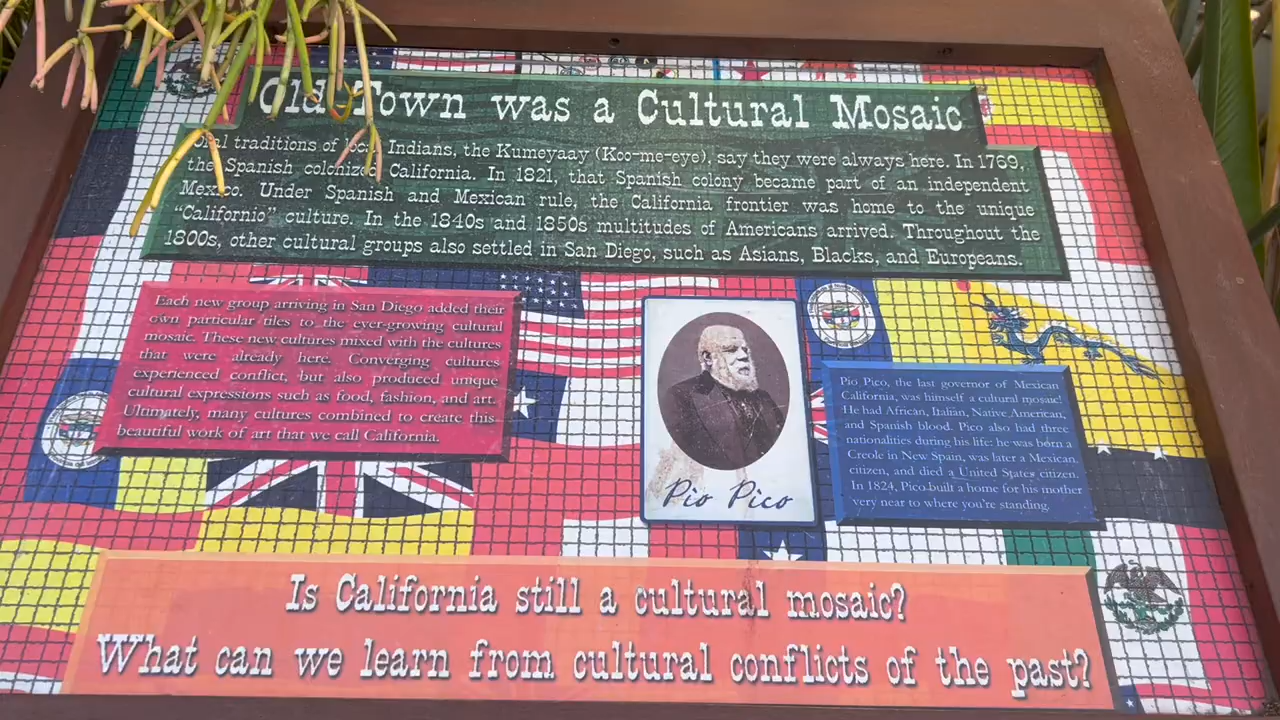 Old Town was a Cultural Mosaic
Oral traditions of local Indians, the Kumeyaay (Koo-me-eye), say they were always here. In 1769,
the Spanish colonized California. In 1821, that Spanish colony became part of an independent
Mexico. Under Spanish and Mexican rule, the California frontier was home to the unique
“Californio” culture. In the 1840s and 1850s multitudes of Americans arrived. Throughout the
1800s, other cultural groups also settled in San Diego, such as Asians, Blacks, and Europeans.
Each new group arriving in San Diego added their
own particular tiles to the ever-growing cultural
mosaic. These new cultures mixed with the cultures
that were already here. Converging cultures
experienced conflict, but also produced unique
cultural expressions such as food, fashion, and art.
Ultimately, many cultures combined to create this
beautiful work of art that we call California.
Pio Pico
Pio Pico, the last governor of Mexican
California, was himself a cultural mosaic!
He had African, Italian, Native American,
and Spanish blood. Pico also had three
nationalities during his life: he was born a
Creole in New Spain, was later a Mexican
citizen, and died a United States citizen.
In 1824, Pico built a home for his mother
very near to where you're standing.
Is California still a cultural mosaic?
What can we learn from cultural conflicts of the past?